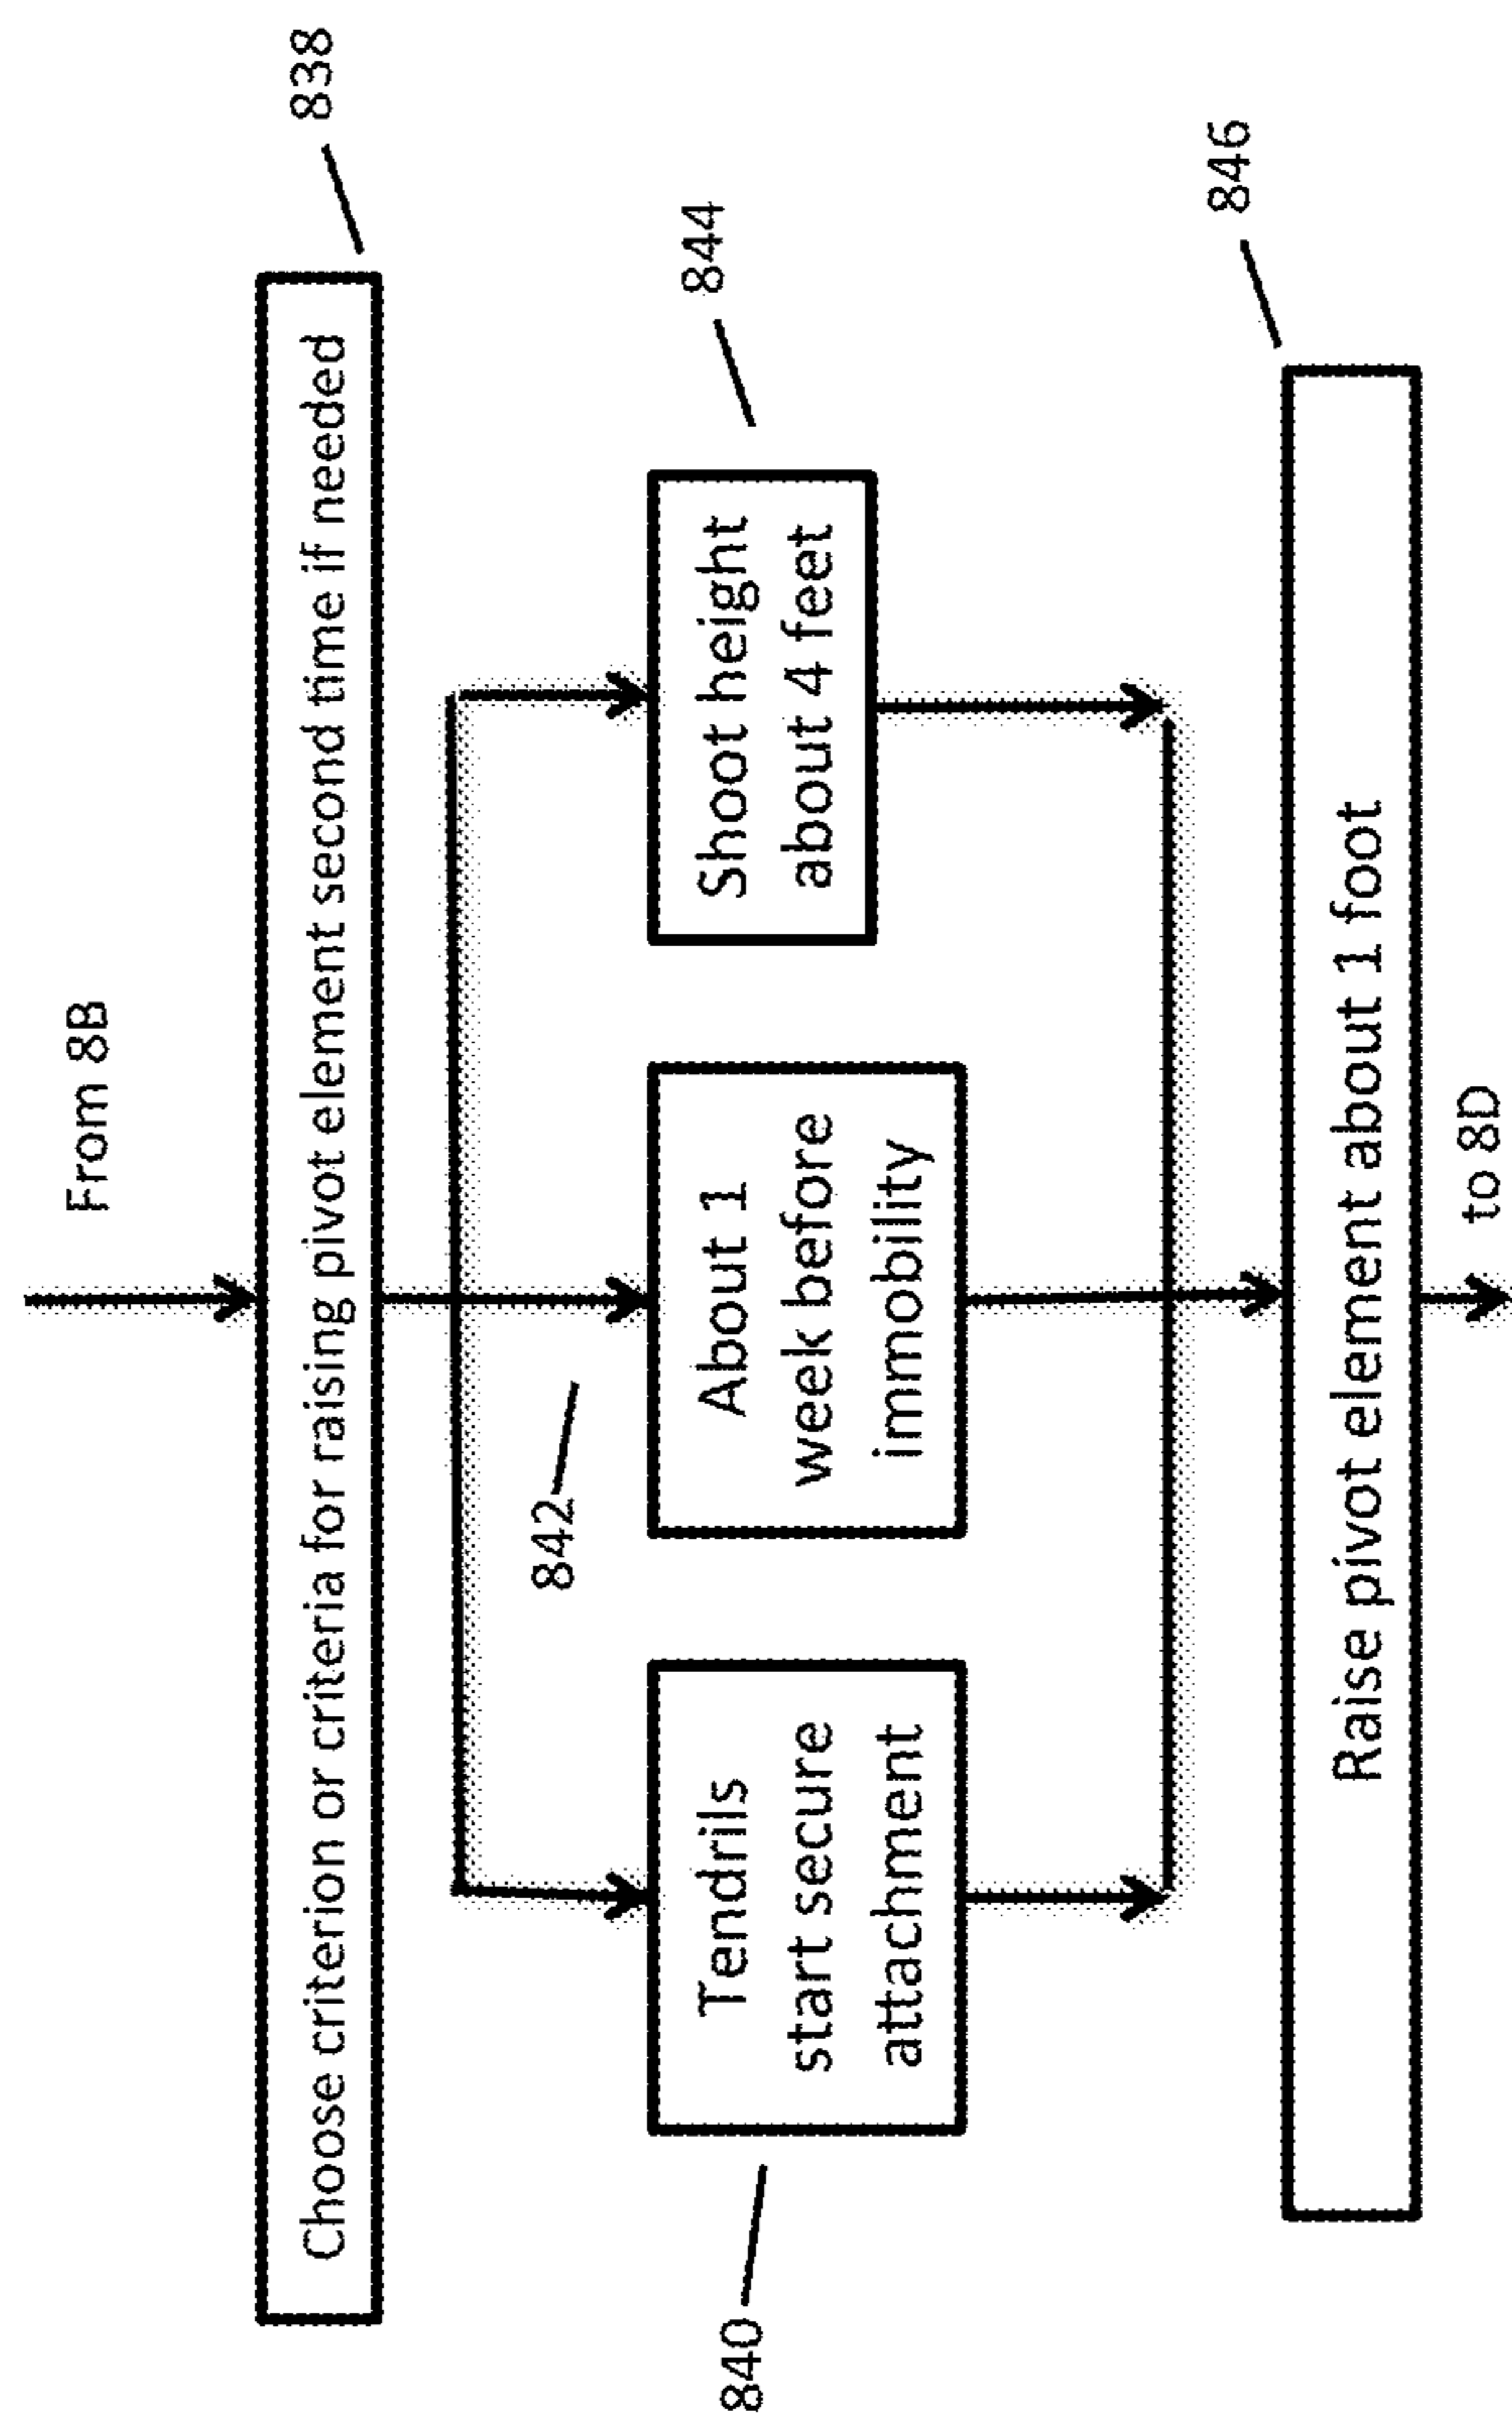 From 8B
838
Choose criterion or criteria for raising pivot element second time if needed
842
844
840
Tendrils
start secure
attachment
About 1
week before
immobility
Shoot height
about 4 feet
846
Raise pivot element about 1 foot
to 8D